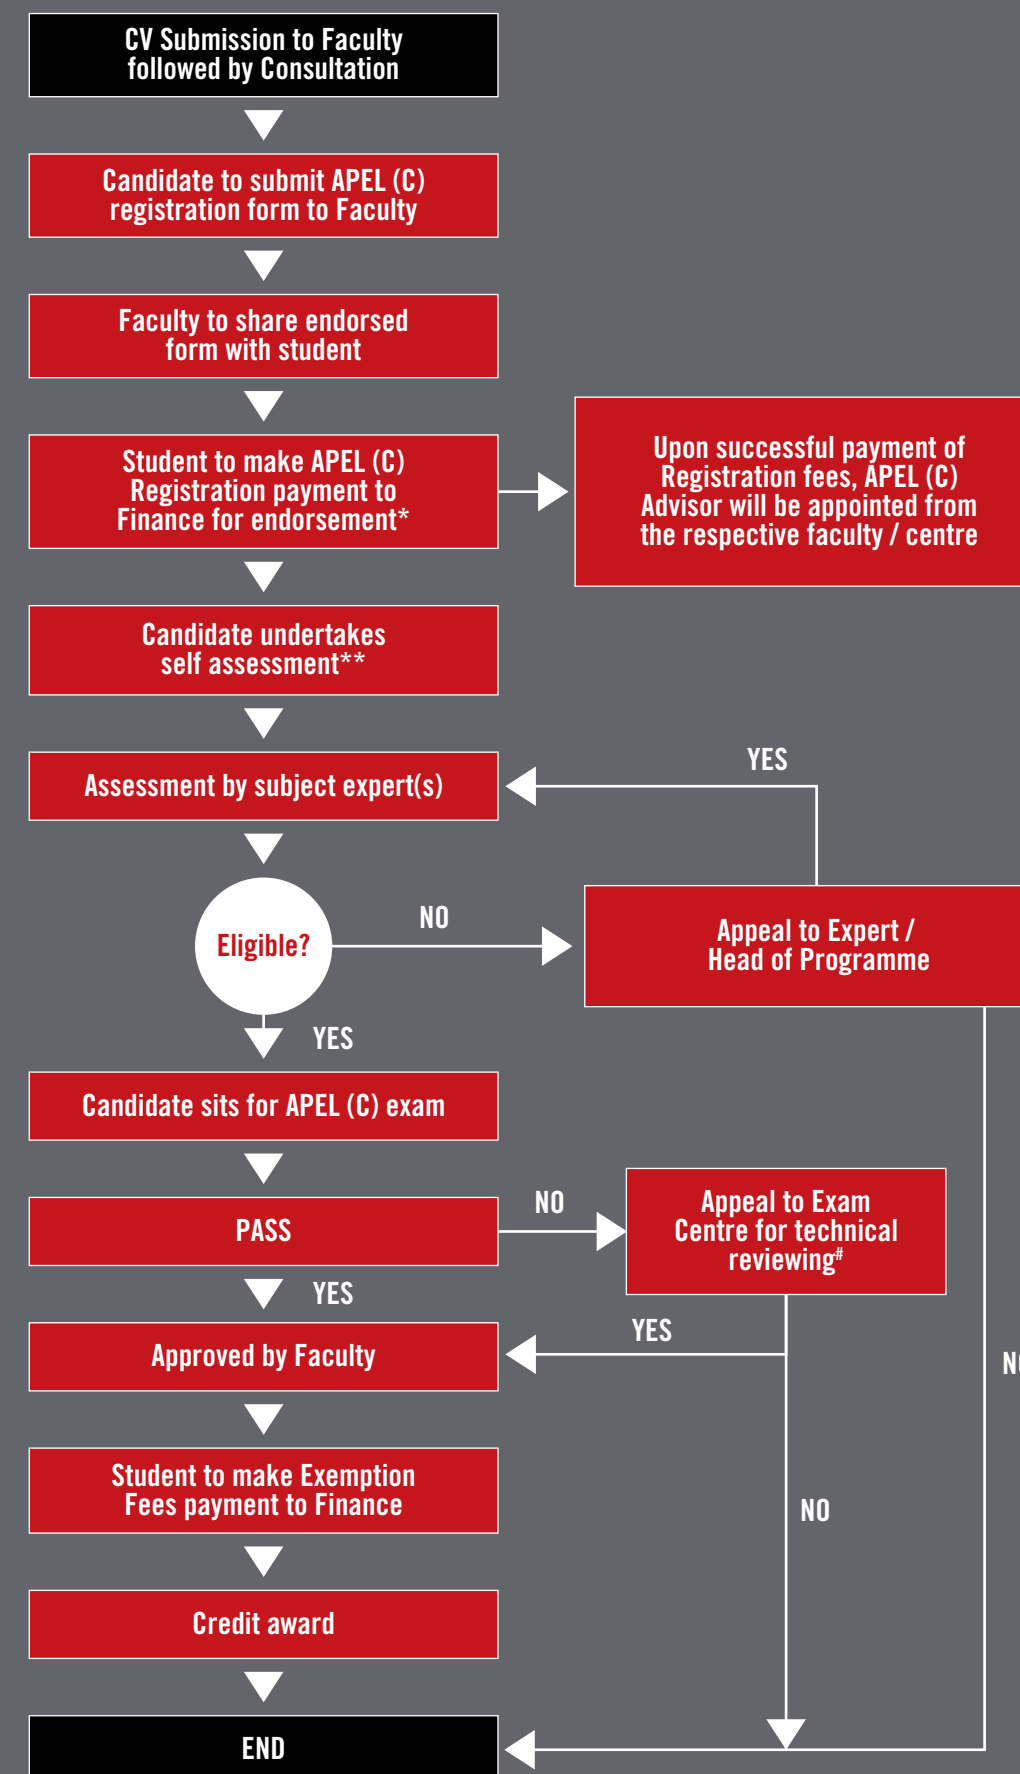 CV Submission to Faculty
followed by Consultation
Candidate to submit APEL (C)
registration form to Faculty
Faculty to share endorsed
form with student
Student to make APEL (C)
Registration payment to
Finance for endorsement*
Upon successful payment of
Registration fees, APEL (C)
Advisor will be appointed from
the respective faculty / centre
Candidate undertakes
self assessment**
Assessment by subject expert(s)
YES
Eligible?
NO
Appeal to Expert /
Head of Programme
YES
Candidate sits for APEL (C) exam
PASS
NO
Appeal to Exam
Centre for technical
reviewing#
YES
Approved by Faculty
YES
Student to make Exemption
Fees payment to Finance
NO
Credit award
END